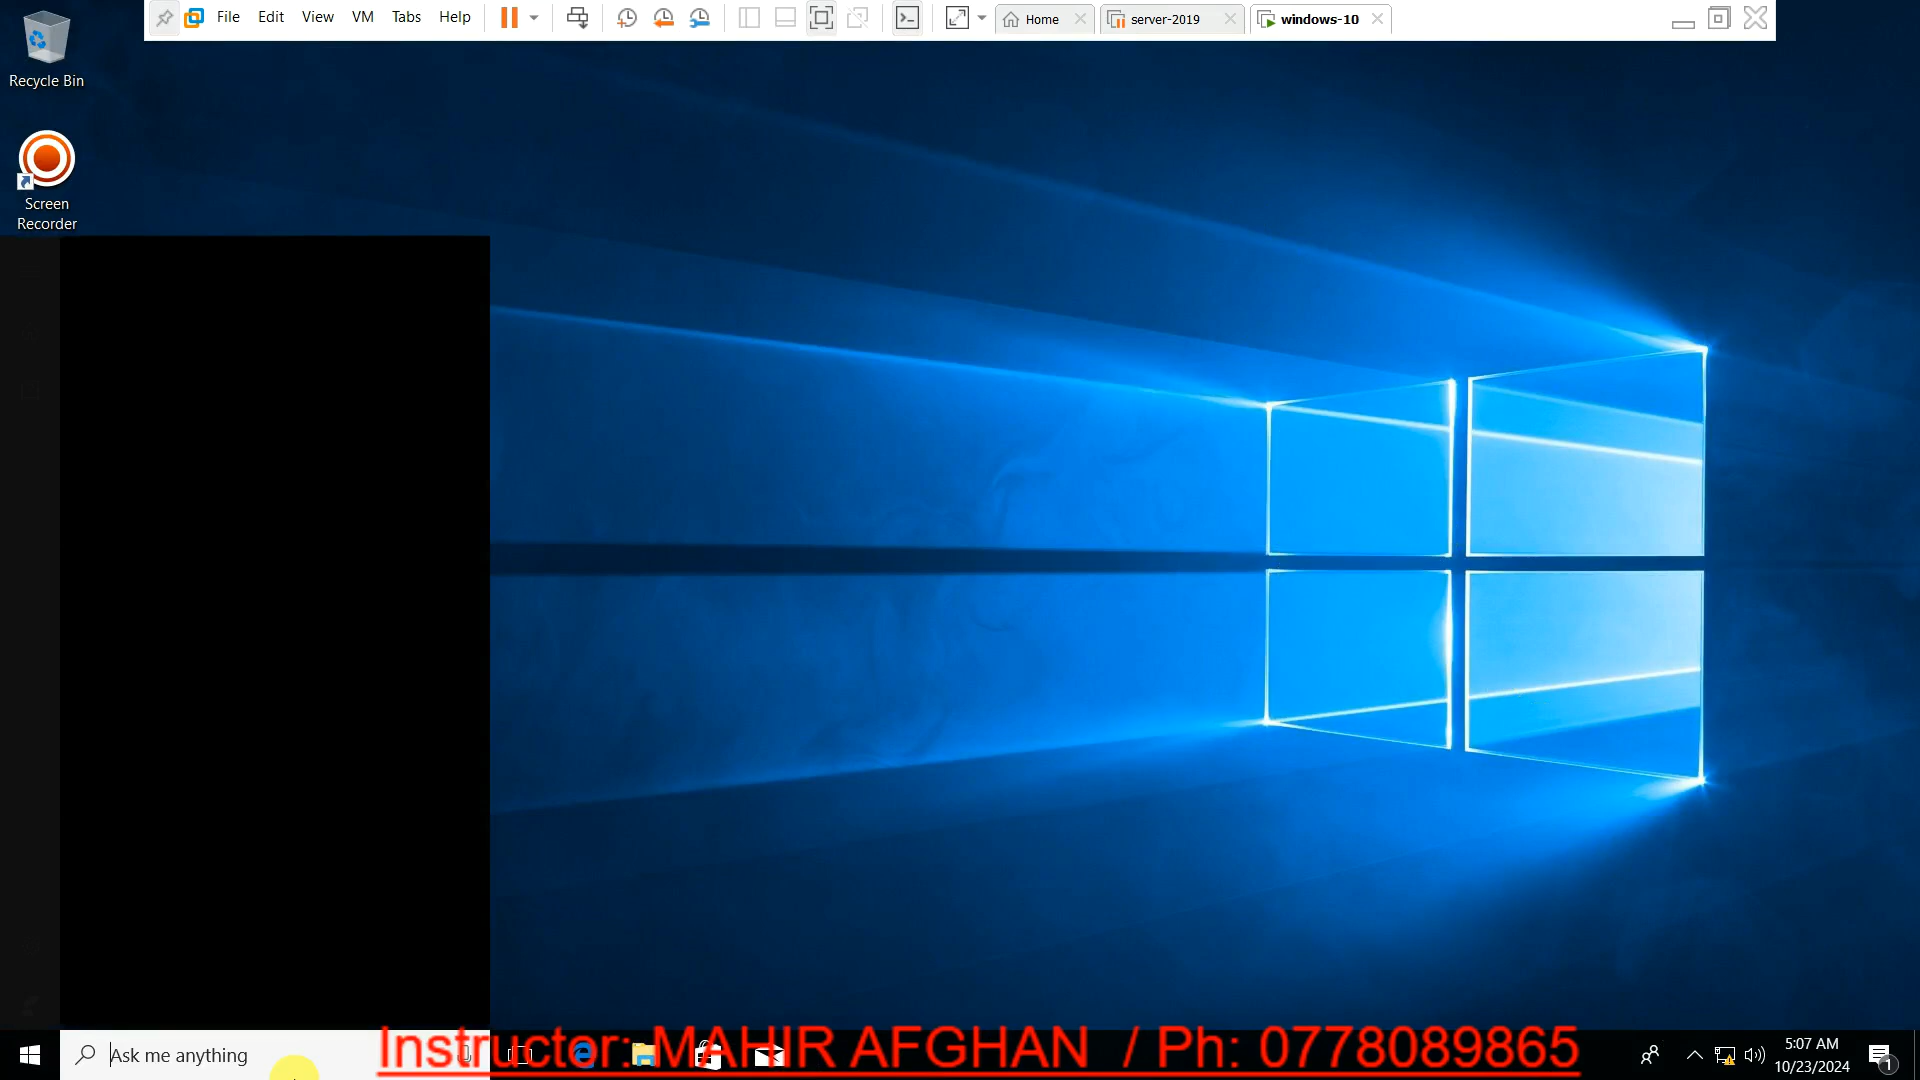 File Edit View VM Tabs Help
Home
server-2019
windows-10
Recycle Bin
Screen
Recorder
Ask me anything
Instructor: MAHIR AFGHAN / Ph: 0778089865
5:07 AM
10/23/2024
1